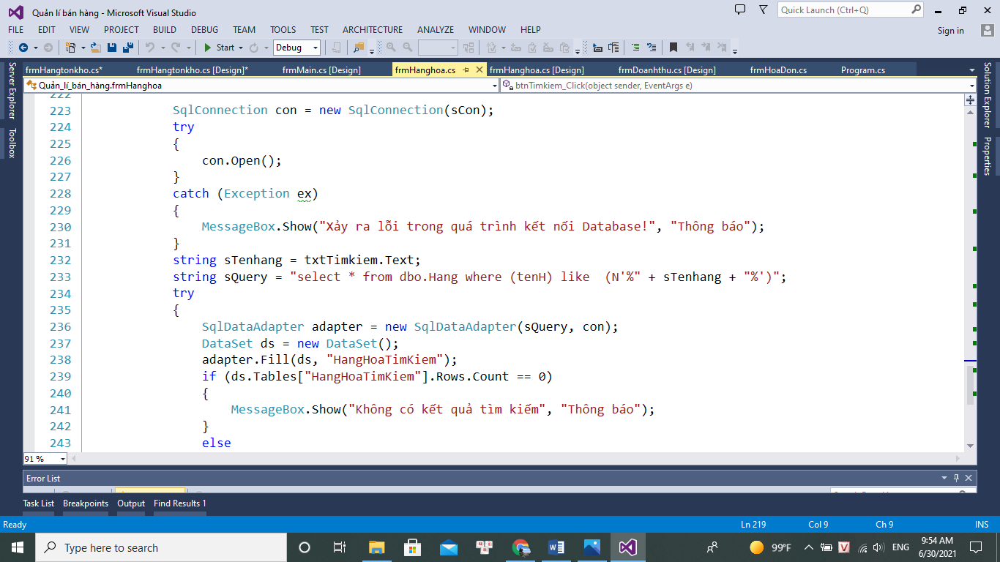 Quản lí bán hàng - Microsoft Visual Studio
Quick Launch (Ctrl+Q)
FILE EDIT VIEW PROJECT BUILD DEBUG TEAM TOOLS TEST ARCHITECTURE ANALYZE WINDOW HELP
Sign in
Start Debug
Server Explorer
Toolbox
Solution Explorer
Properties
frmHangtonkho.cs* frmHangtonkho.cs [Design]* frmMain.cs [Design] frmHanghoa.cs frmHanghoa.cs [Design] frmDoanhthu.cs [Design] frmHoaDon.cs Program.cs
Quản_lí_bán_hàng.frmHanghoa btnTimkiem_Click(object sender, EventArgs e)
222
223 SqlConnection con = new SqlConnection(sCon);
224 try
225 {
226 con.Open();
227 }
228 catch (Exception ex)
229 {
230 MessageBox.Show("Xảy ra lỗi trong quá trình kết nối Database!", "Thông báo");
231 }
232 string sTenhang = txtTimkiem.Text;
233 string sQuery = "select * from dbo.Hang where (tenH) like  (N'%" + sTenhang + "%')";
234 try
235 {
236 SqlDataAdapter adapter = new SqlDataAdapter(sQuery, con);
237 DataSet ds = new DataSet();
238 adapter.Fill(ds, "HangHoaTimKiem");
239 if (ds.Tables["HangHoaTimKiem"].Rows.Count == 0)
240 {
241 MessageBox.Show("Không có kết quả tìm kiếm", "Thông báo");
242 }
243 else
91 %
Error List
Task List Breakpoints Output Find Results 1
Ready Ln 219 Col 9 Ch 9 INS
Type here to search
99°F ENG 9:54 AM
6/30/2021